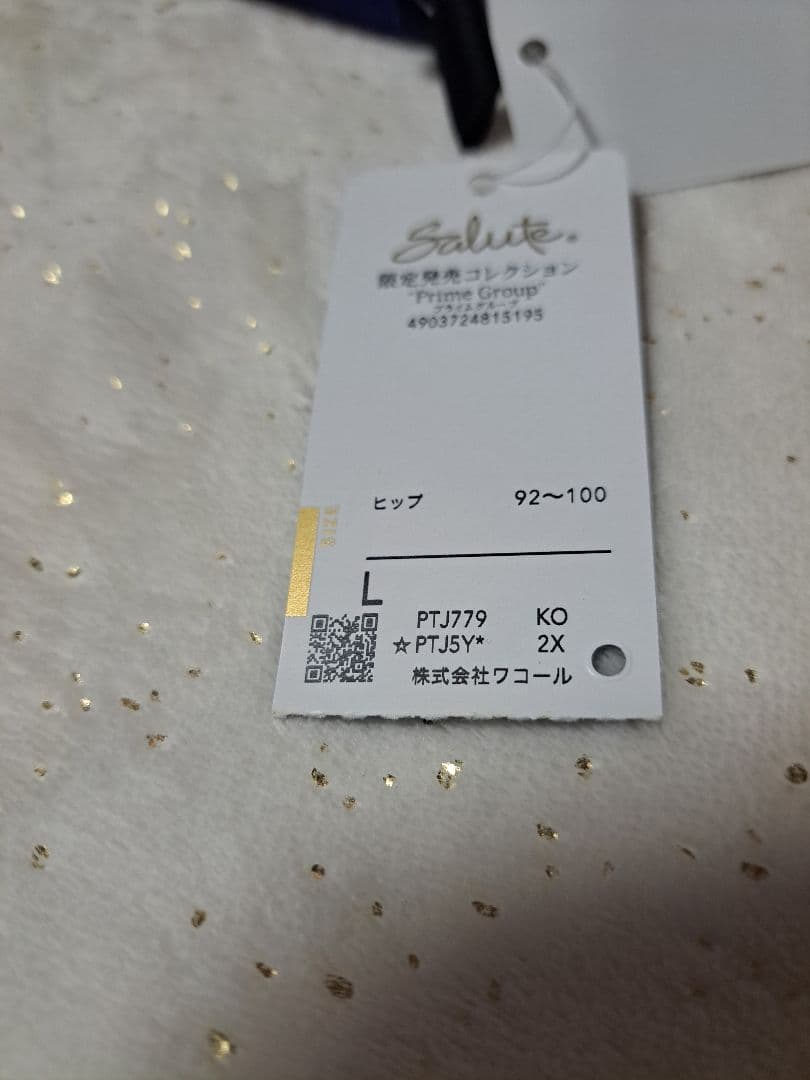 Salute.
限定発売コレクション
"Prime Group"
プライムグループ
4903724815195
ヒップ 92〜100
SIZE
L
PTJ779 KO
☆PTJ5Y* 2X
株式会社ワコール